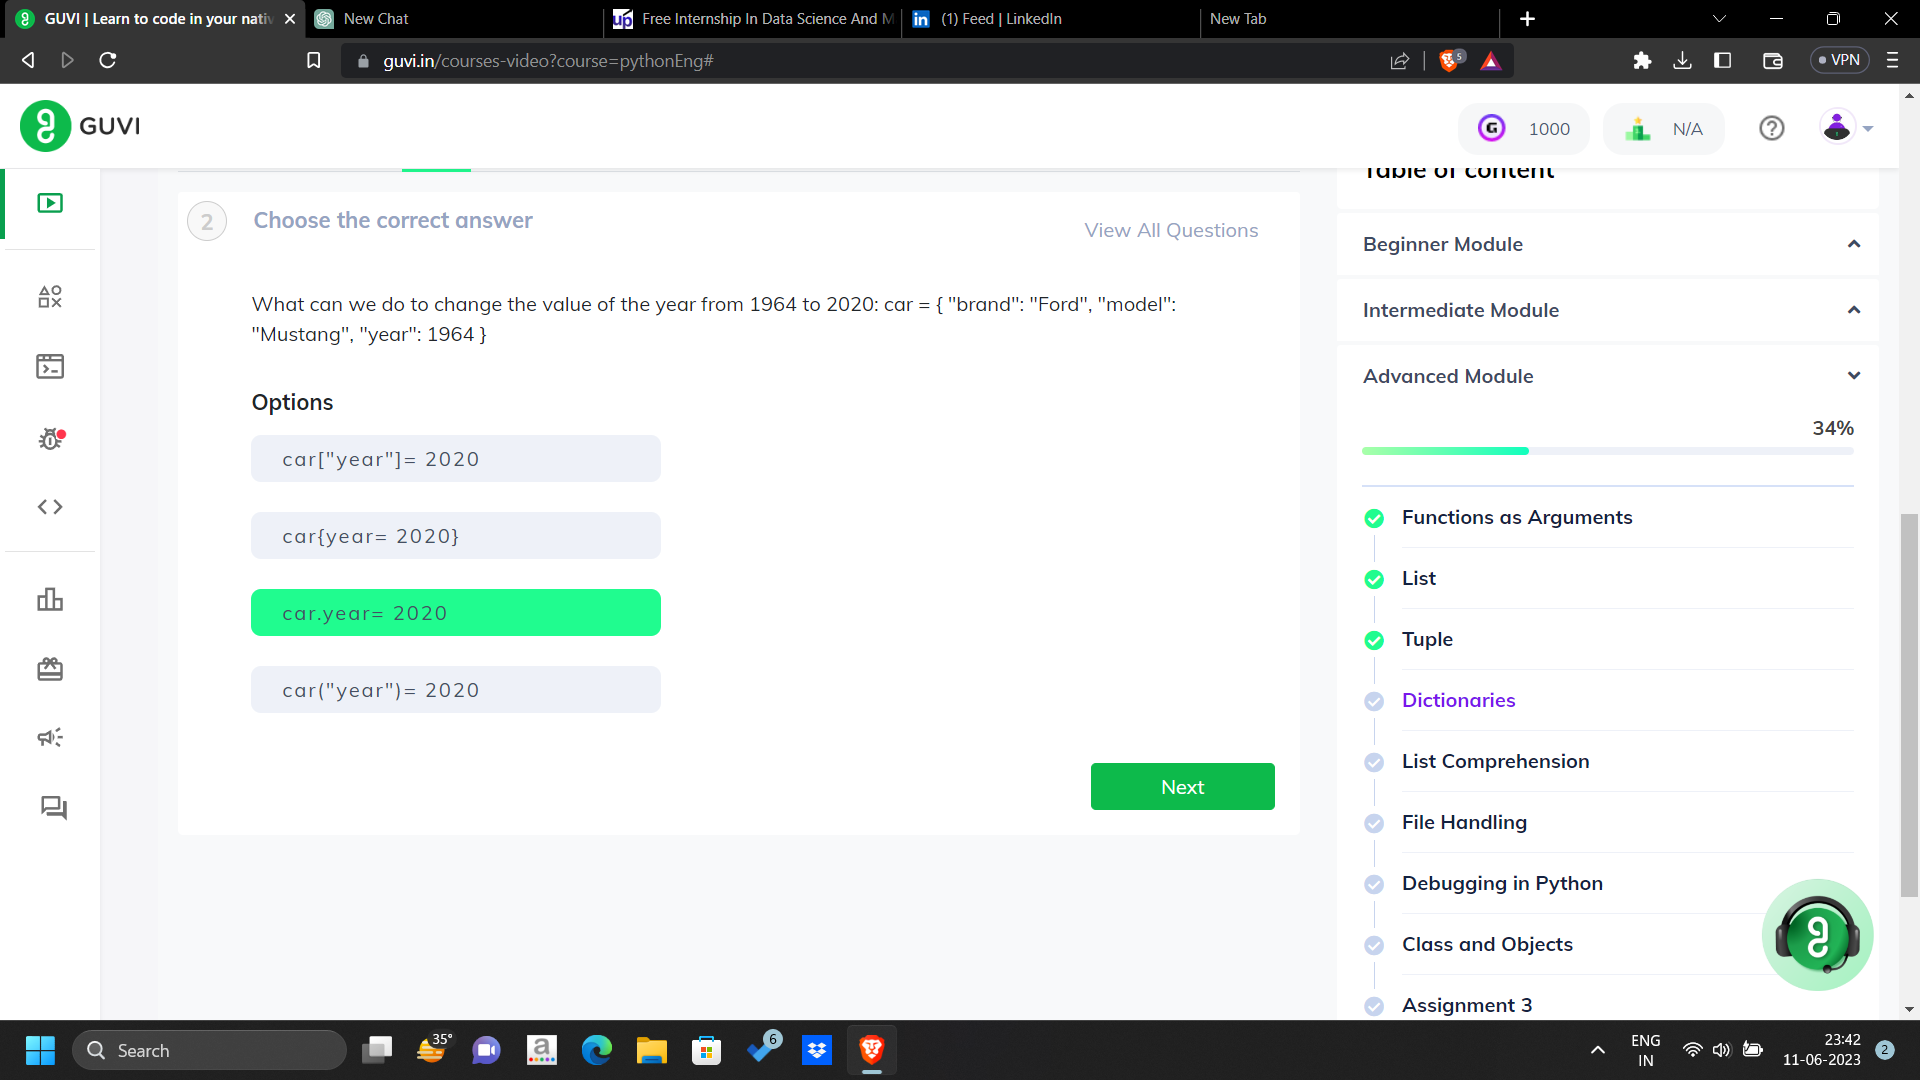 GUVI | Learn to code in your nativ
New Chat
Free Internship In Data Science And M
(1) Feed | LinkedIn
New Tab
guvi.in/courses-video?course=pythonEng#
5
VPN
GUVI
1000
N/A
Table of content
2
Choose the correct answer
View All Questions
What can we do to change the value of the year from 1964 to 2020: car = { "brand": "Ford", "model":
"Mustang", "year": 1964 }
Options
car["year"]= 2020
car{year= 2020}
car.year= 2020
car("year")= 2020
Next
Beginner Module
Intermediate Module
Advanced Module
34%
Functions as Arguments
List
Tuple
Dictionaries
List Comprehension
File Handling
Debugging in Python
Class and Objects
Assignment 3
Search
35°
6
ENG
IN
23:42
11-06-2023
2